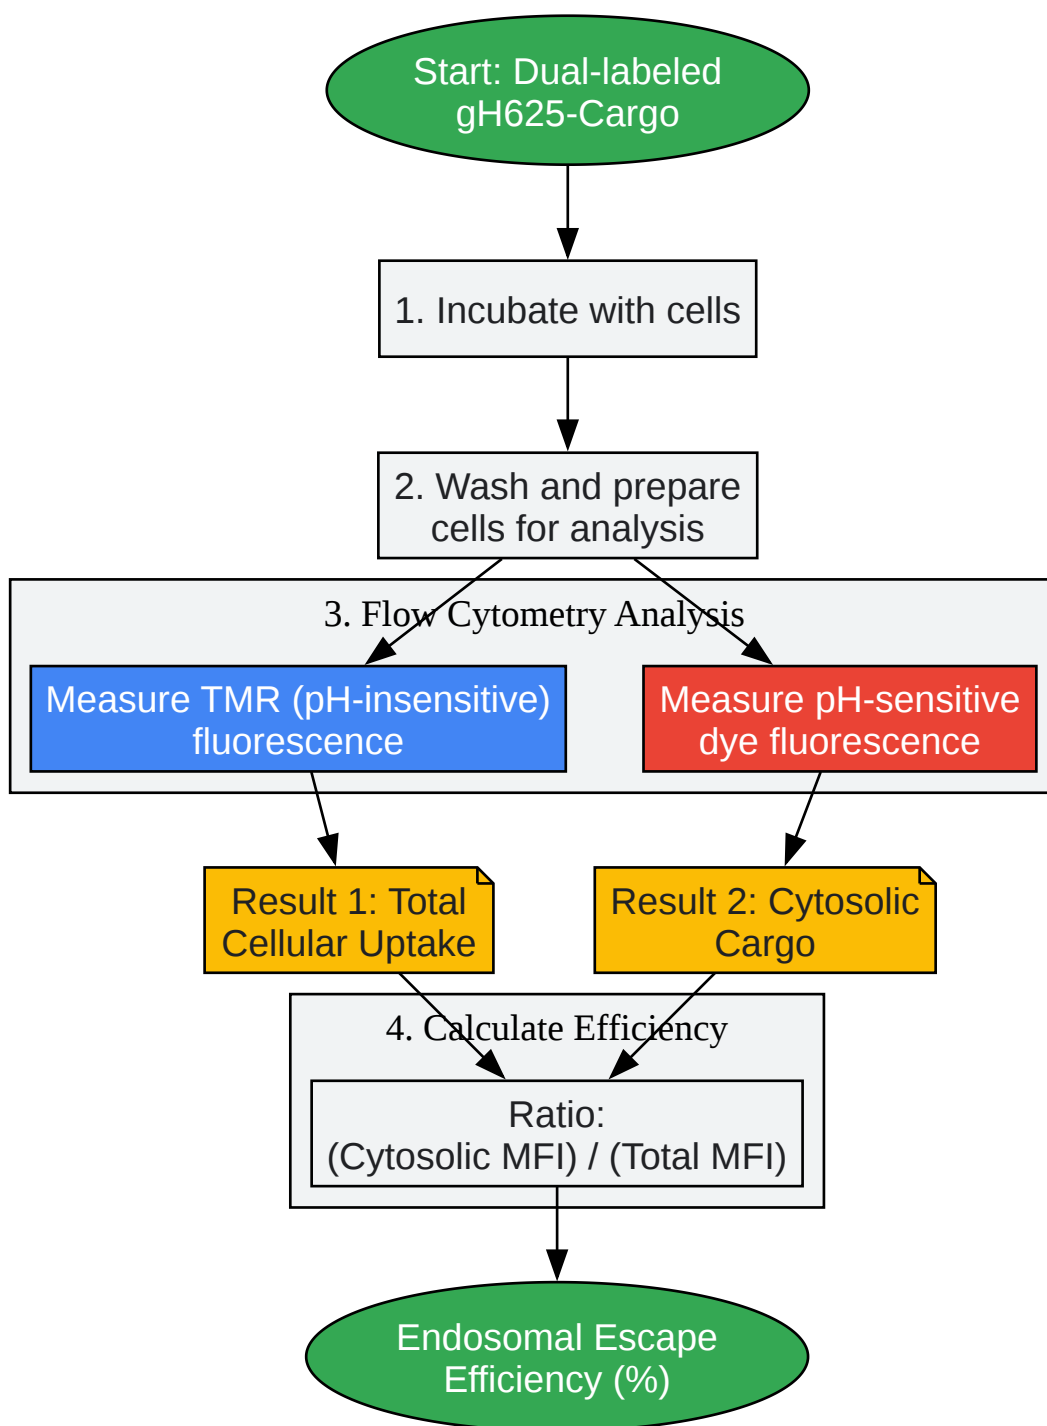 Start: Dual-labeled
gH625-Cargo
1. Incubate with cells
2. Wash and prepare
cells for analysis
3. Flow Cytometry Analysis
Measure TMR (pH-insensitive)
fluorescence
Measure pH-sensitive
dye fluorescence
Result 1: Total
Cellular Uptake
Result 2: Cytosolic
Cargo
4. Calculate Efficiency
Ratio:
(Cytosolic MFI) / (Total MFI)
Endosomal Escape
Efficiency (%)